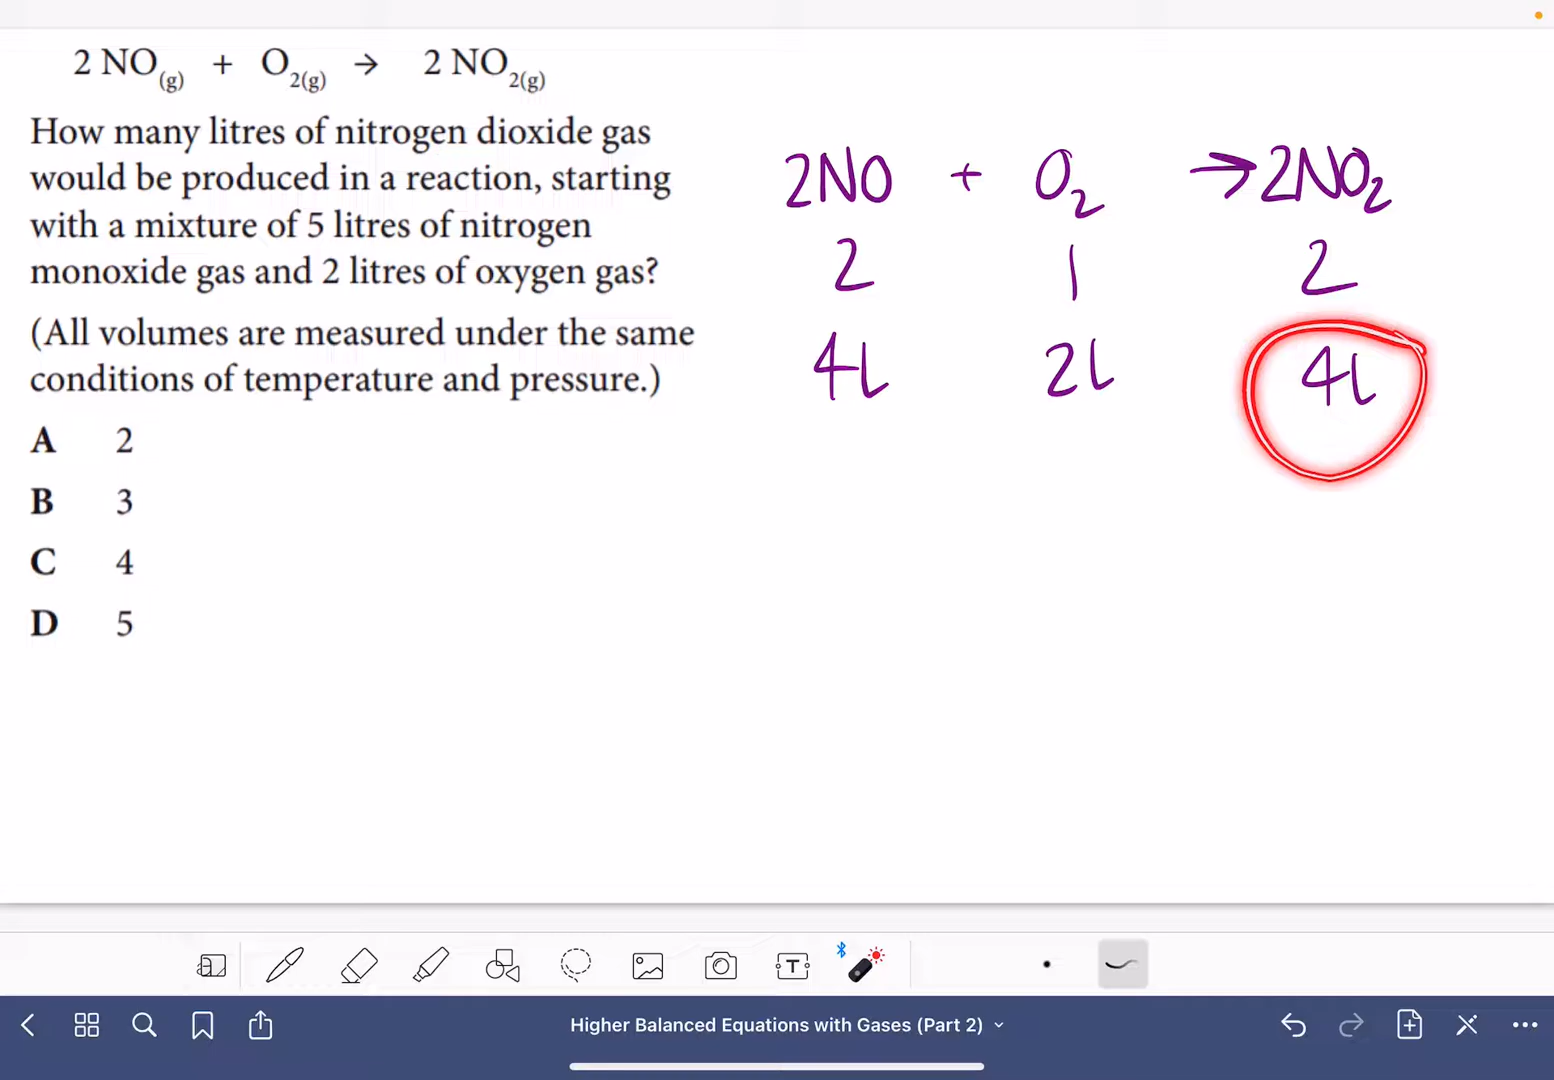 2 NO(g) + O2(g) → 2 NO2(g)
How many litres of nitrogen dioxide gas
would be produced in a reaction, starting
with a mixture of 5 litres of nitrogen
monoxide gas and 2 litres of oxygen gas?
(All volumes are measured under the same
conditions of temperature and pressure.)
A 2
B 3
C 4
D 5
2NO + O2 → 2NO2
2 1 2
4L 2L 4L
a
T
Higher Balanced Equations with Gases (Part 2)